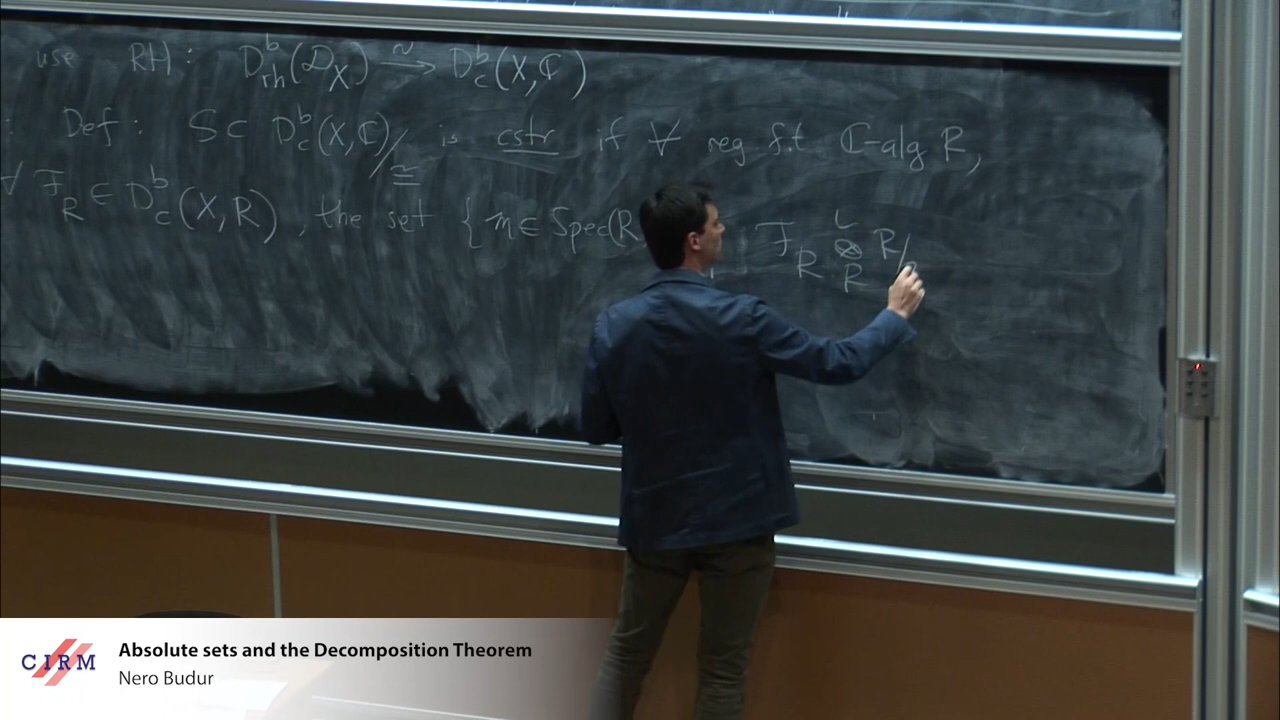 use RH: D^b_rh(𝒟_X) ⥲ D^b_c(X,ℂ)
: Def: S ⊂ D^b_c(X,ℂ)/≅ is cstr if ∀ reg f.t. ℂ-alg R,
∀ ℱ_R ∈ D^b_c(X,R), the set { m ∈ Spec(R ℱ_R ⊗^L_R R/
CIRM
Absolute sets and the Decomposition Theorem
Nero Budur